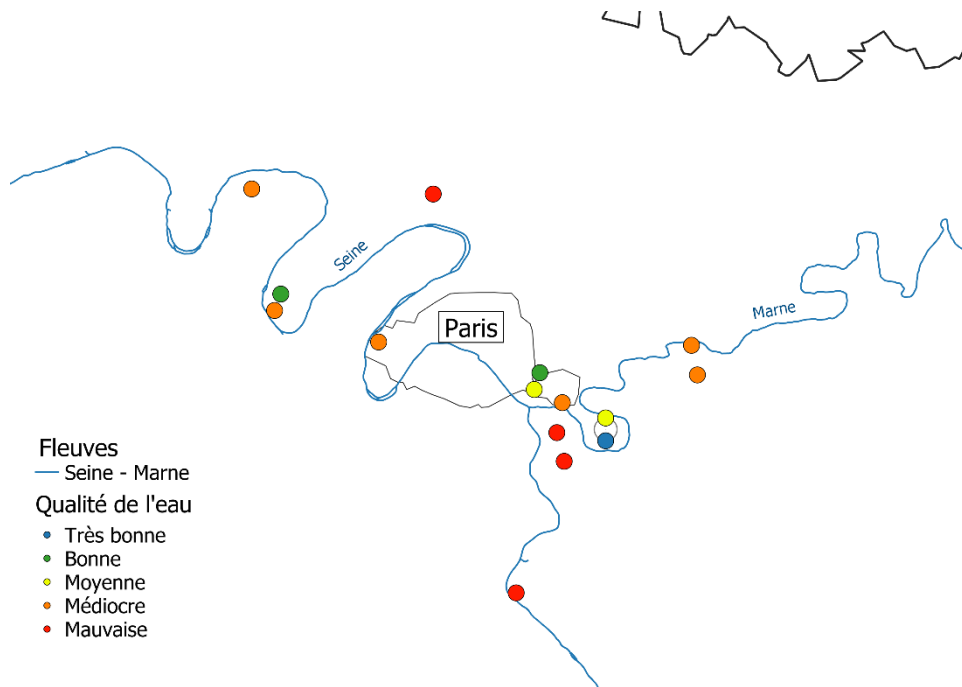 Seine
Marne
Paris
Fleuves
Seine - Marne
Qualité de l'eau
Très bonne
Bonne
Moyenne
Médiocre
Mauvaise